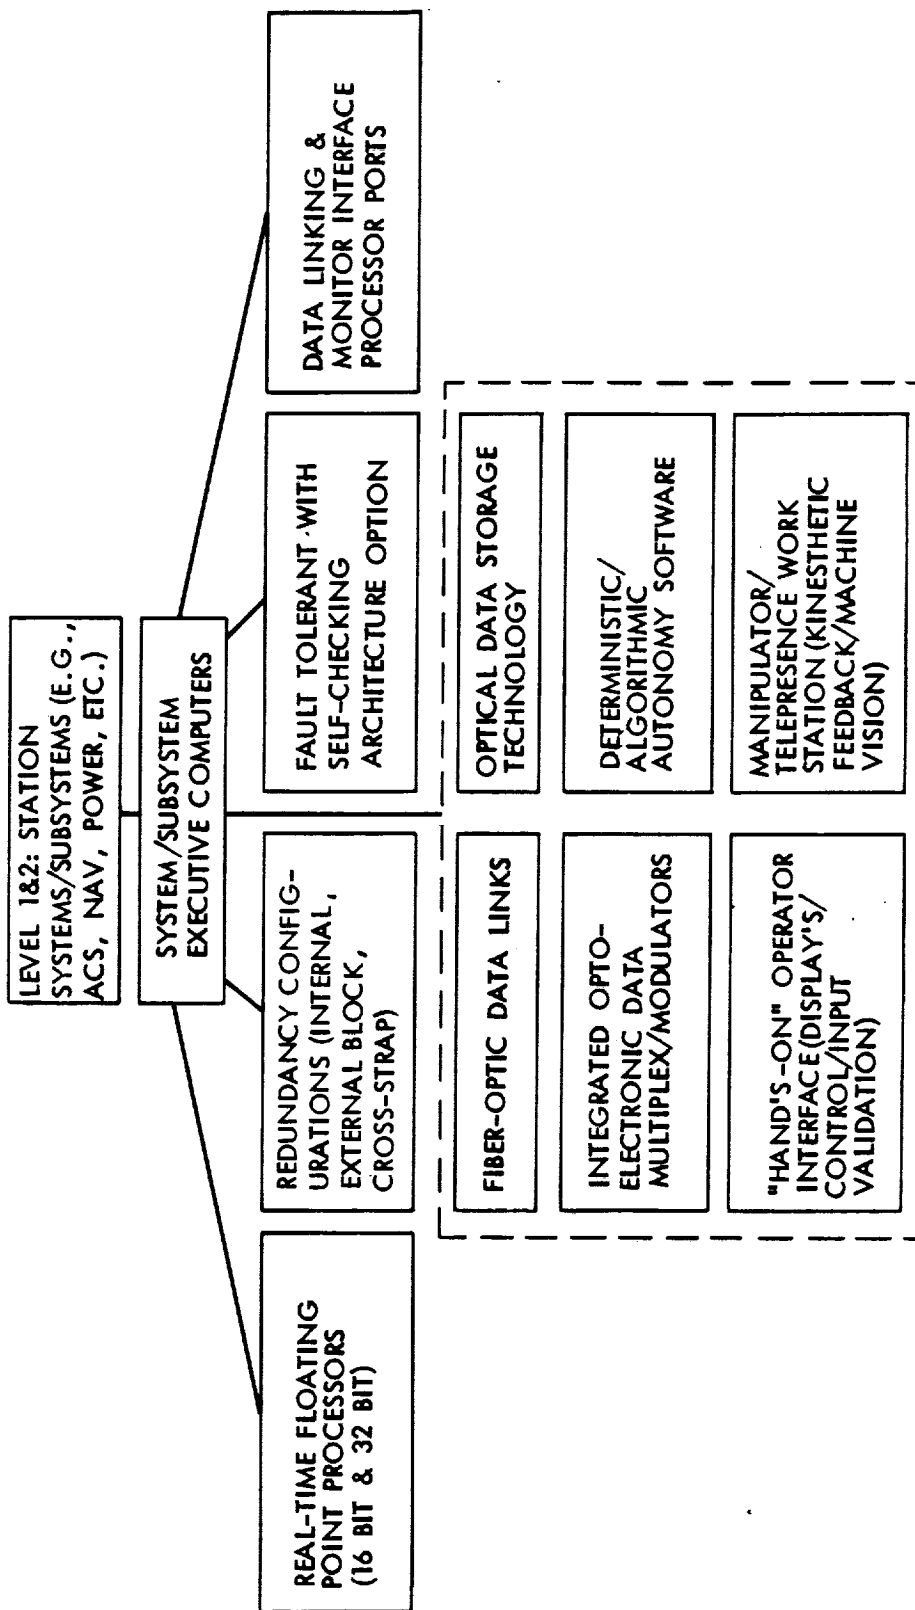 LEVEL 1&2: STATION
SYSTEMS/SUBSYSTEMS (E.G.,
ACS, NAV, POWER, ETC.)
SYSTEM/SUBSYSTEM
EXECUTIVE COMPUTERS
REAL-TIME FLOATING
POINT PROCESSORS
(16 BIT & 32 BIT)
REDUNDANCY CONFIG-
URATIONS (INTERNAL,
EXTERNAL BLOCK,
CROSS-STRAP)
FAULT TOLERANT WITH
SELF-CHECKING
ARCHITECTURE OPTION
DATA LINKING &
MONITOR INTERFACE
PROCESSOR PORTS
FIBER-OPTIC DATA LINKS
OPTICAL DATA STORAGE
TECHNOLOGY
INTEGRATED OPTO-
ELECTRONIC DATA
MULTIPLEX/MODULATORS
DETERMINISTIC/
ALGORITHMIC
AUTONOMY SOFTWARE
"HAND'S-ON" OPERATOR
INTERFACE (DISPLAY'S/
CONTROL/INPUT
VALIDATION)
MANIPULATOR/
TELEPRESENCE WORK
STATION (KINESTHETIC
FEEDBACK/MACHINE
VISION)